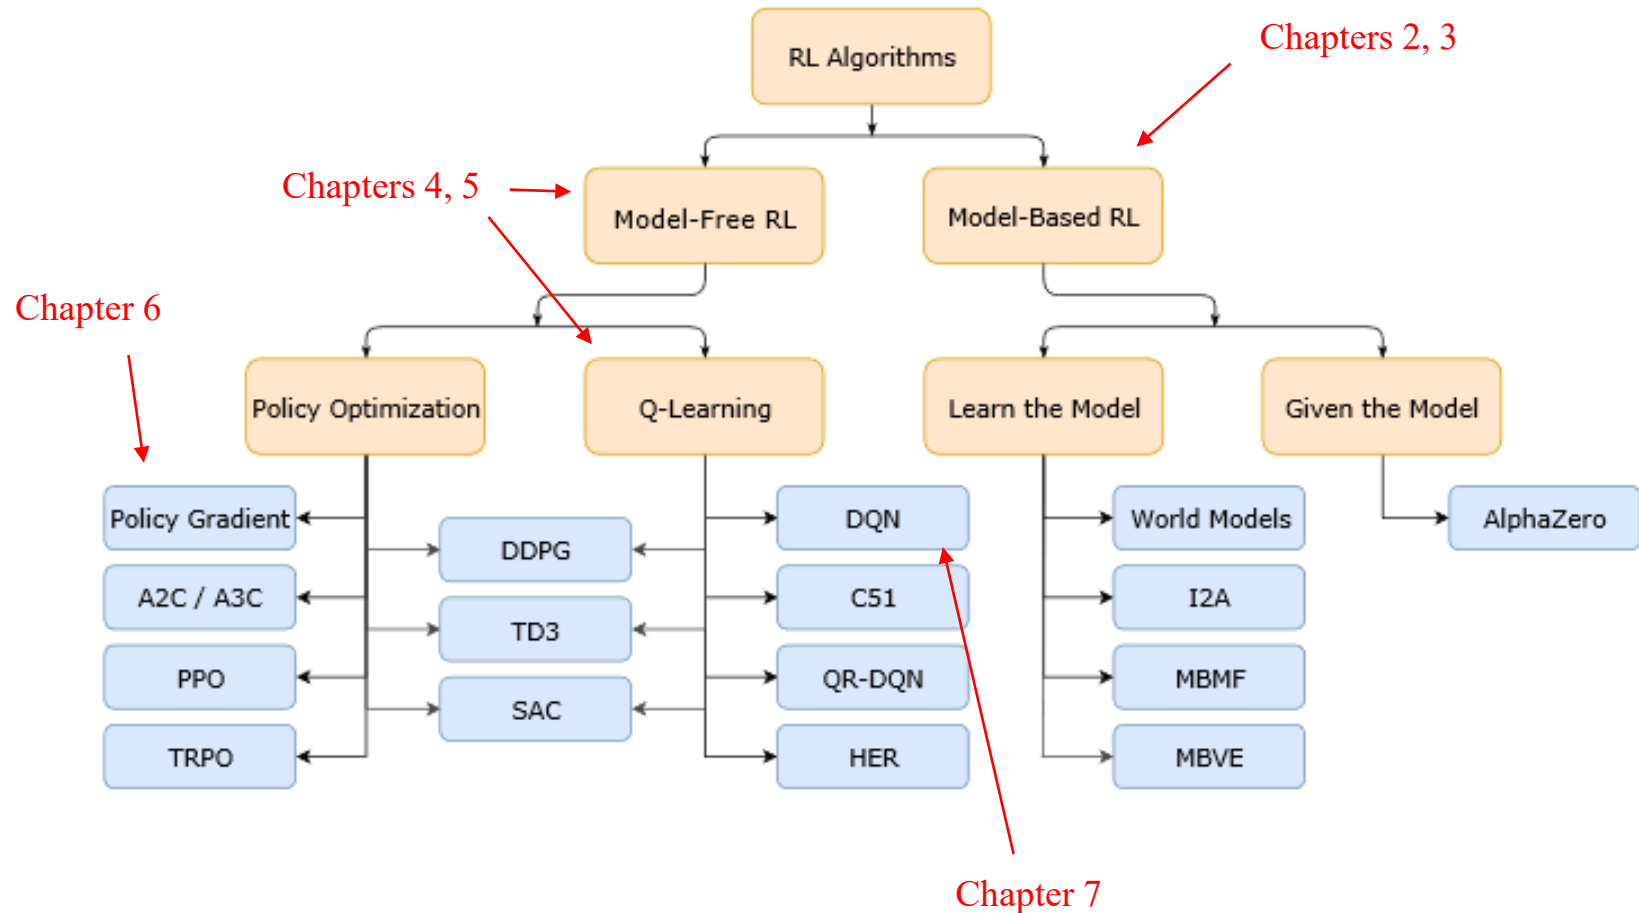 RL Algorithms
Chapters 2, 3
Chapters 4, 5
Model-Free RL
Model-Based RL
Chapter 6
Policy Optimization
Q-Learning
Learn the Model
Given the Model
Policy Gradient
DDPG
DQN
World Models
AlphaZero
A2C / A3C
TD3
C51
I2A
PPO
SAC
QR-DQN
MBMF
TRPO
HER
MBVE
Chapter 7